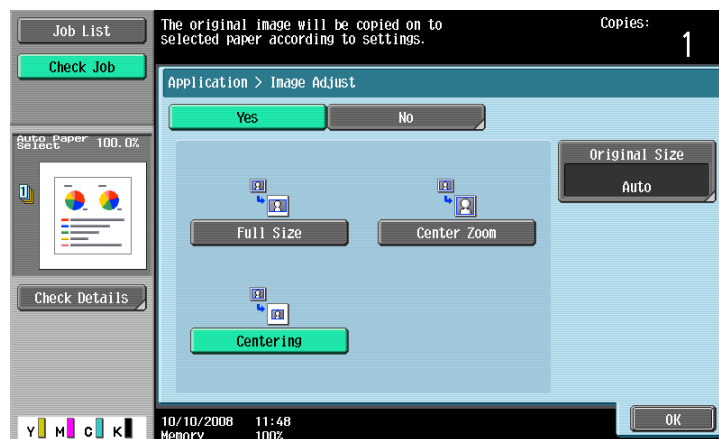 Job List
The original image will be copied on to
selected paper according to settings.
Copies:
1
Check Job
Application > Image Adjust
Yes
No
Auto Paper
Select
100.0%
Original Size
Auto
1
Full Size
Center Zoom
Check Details
Centering
OK
Y M C K
10/10/2008 11:48
Memory 100%